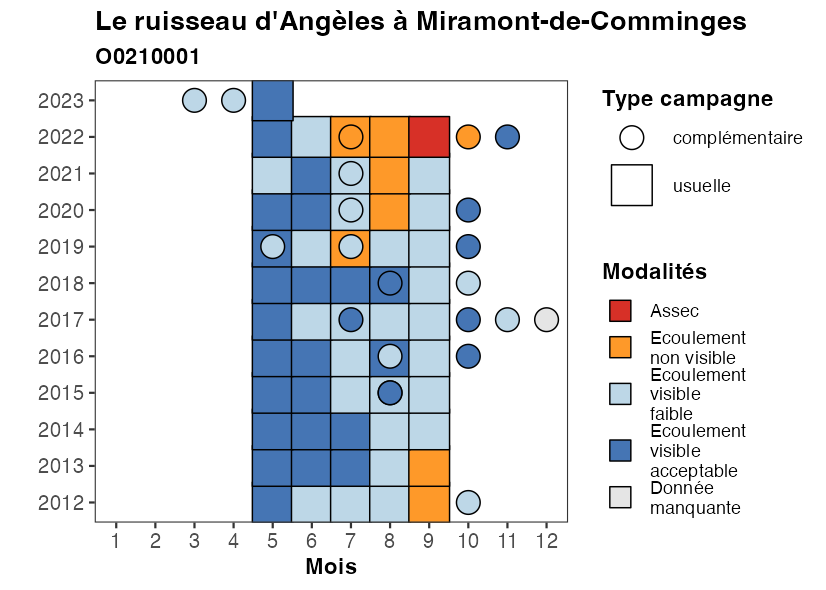 Le ruisseau d'Angèles à Miramont-de-Comminges
O0210001
2023
2022
2021
2020
2019
2018
2017
2016
2015
2014
2013
2012
1 2 3 4 5 6 7 8 9 10 11 12
Mois
Type campagne
complémentaire
usuelle
Modalités
Assec
Ecoulement
non visible
Ecoulement
visible
faible
Ecoulement
visible
acceptable
Donnée
manquante